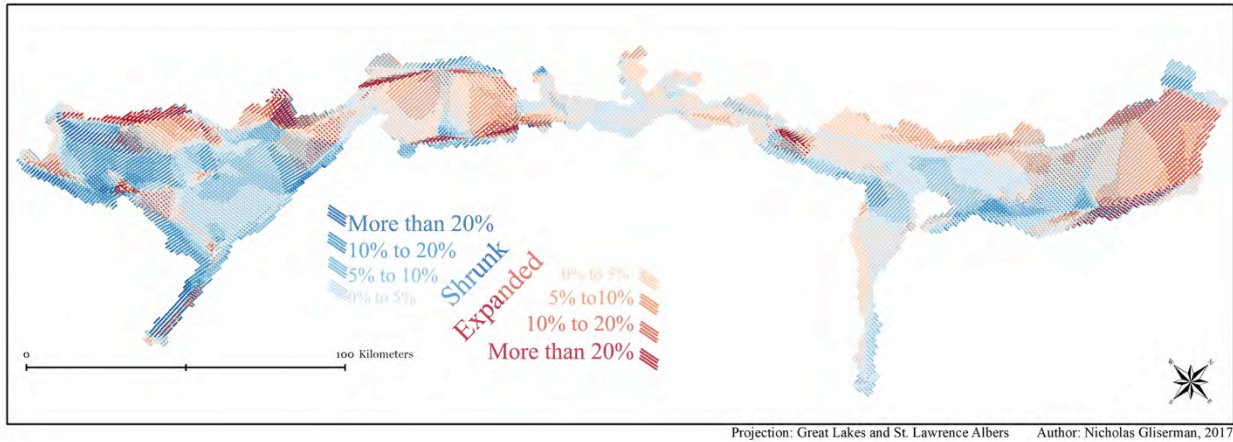 More than 20%
10% to 20%
5% to 10%
0% to 5%
Shrunk
Expanded
0% to 5%
5% to10%
10% to 20%
More than 20%
0
100 Kilometers
W N
S E
Projection: Great Lakes and St. Lawrence Albers Author: Nicholas Gliserman, 2017